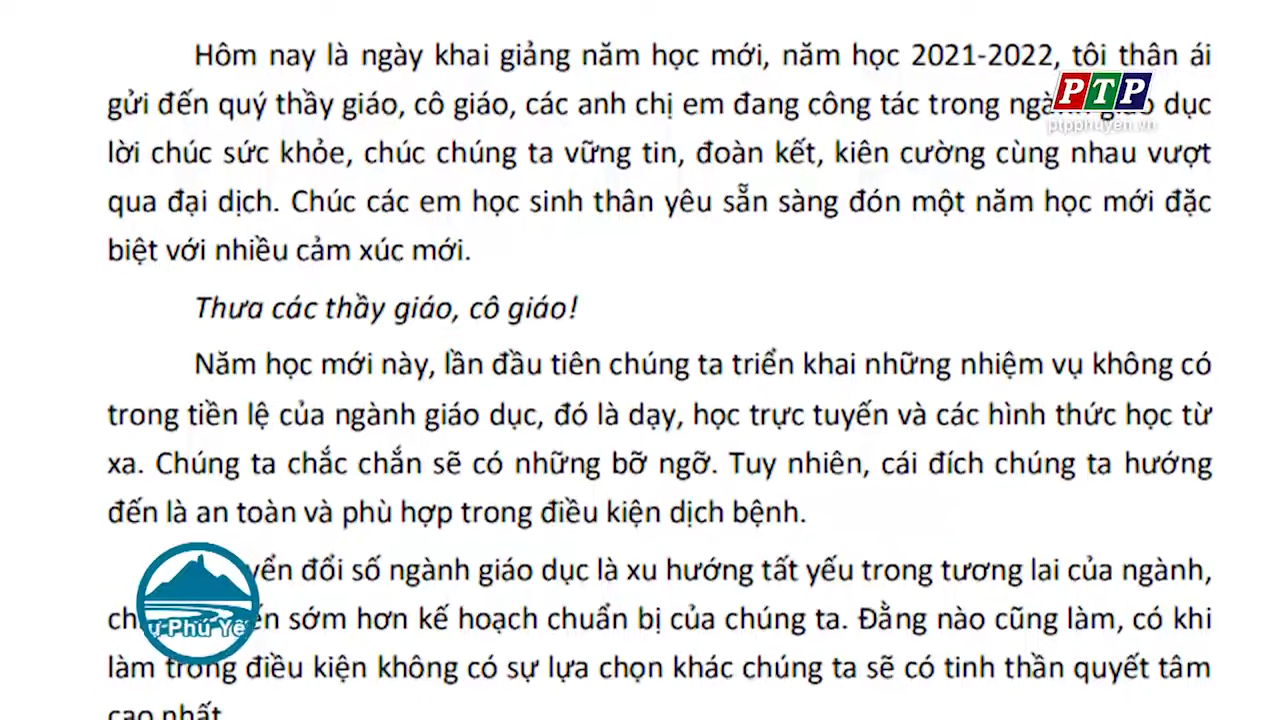 Hôm nay là ngày khai giảng năm học mới, năm học 2021-2022, tôi thân ái
PTP
gửi đến quý thầy giáo, cô giáo, các anh chị em đang công tác trong ngành giáo dục
ptpphuyen.vn
lời chúc sức khỏe, chúc chúng ta vững tin, đoàn kết, kiên cường cùng nhau vượt
qua đại dịch. Chúc các em học sinh thân yêu sẵn sàng đón một năm học mới đặc
biệt với nhiều cảm xúc mới.
Thưa các thầy giáo, cô giáo!
Năm học mới này, lần đầu tiên chúng ta triển khai những nhiệm vụ không có
trong tiền lệ của ngành giáo dục, đó là dạy, học trực tuyến và các hình thức học từ
xa. Chúng ta chắc chắn sẽ có những bỡ ngỡ. Tuy nhiên, cái đích chúng ta hướng
đến là an toàn và phù hợp trong điều kiện dịch bệnh.
đổi số ngành giáo dục là xu hướng tất yếu trong tương lai của ngành,
sớm hơn kế hoạch chuẩn bị của chúng ta. Đằng nào cũng làm, có khi
Phú Yê
làm trong điều kiện không có sự lựa chọn khác chúng ta sẽ có tinh thần quyết tâm
cao nhất